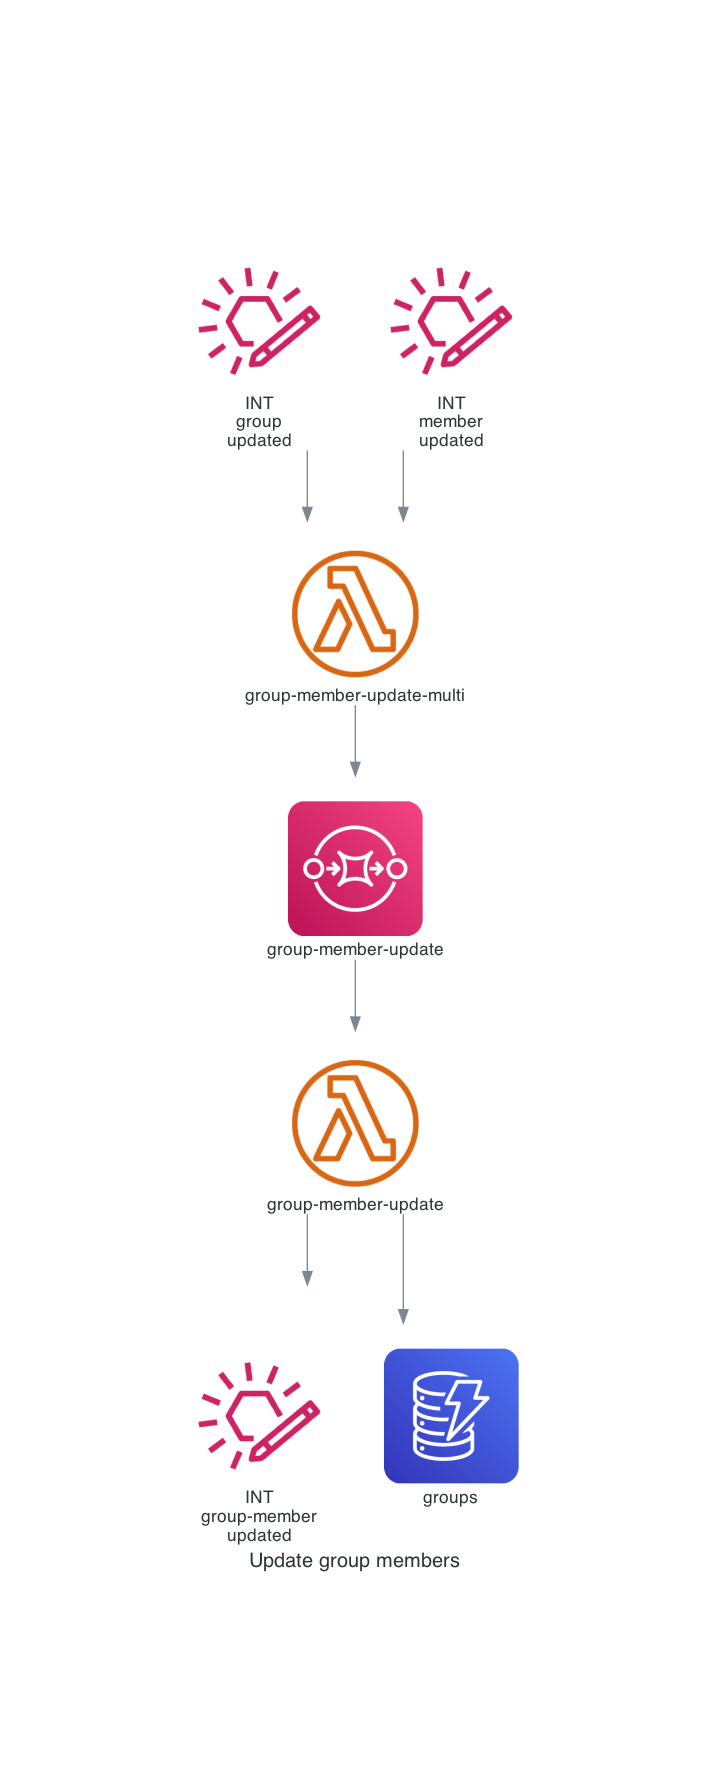 INT
group
updated
INT
member
updated
group-member-update-multi
group-member-update
group-member-update
INT
group-member
updated
groups
Update group members